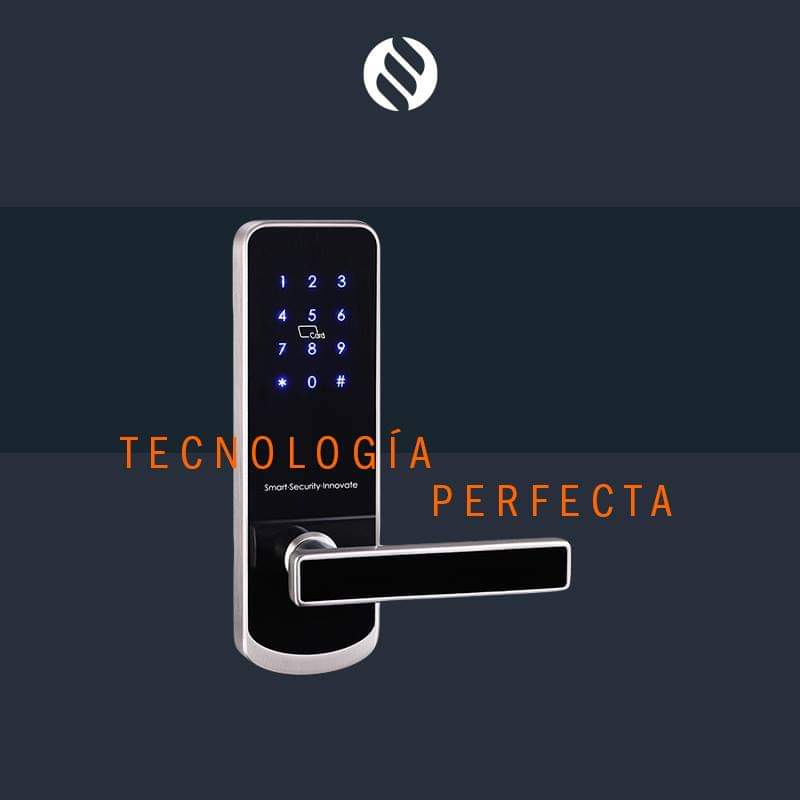 1 2 3
4 5 6
Card
7 8 9
* 0 #
TECNOLOGÍA
Smart·Security·Innovate
PERFECTA